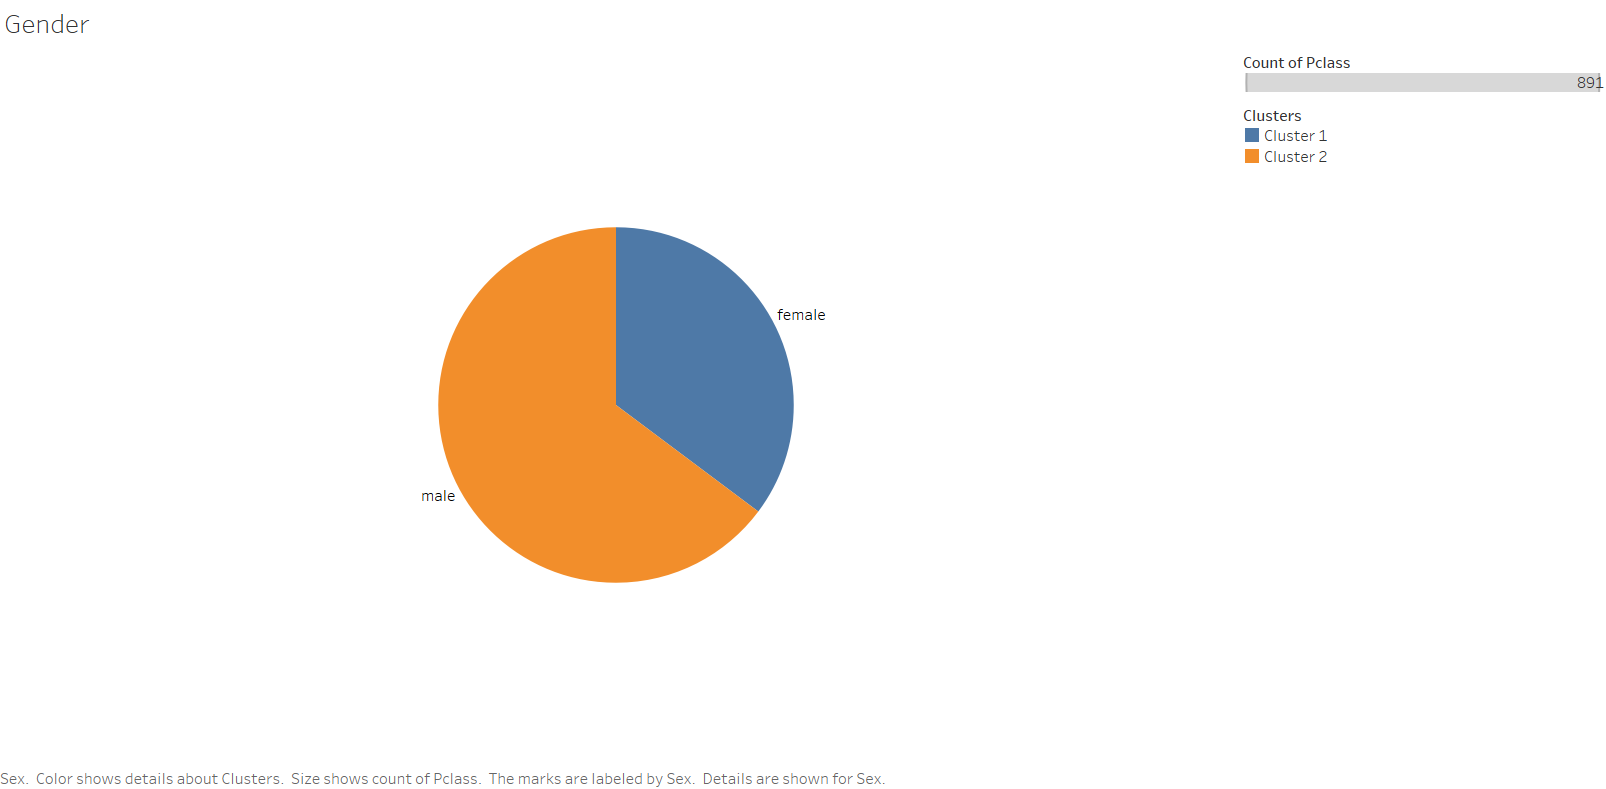 Gender
Count of Pclass
891
Clusters
Cluster 1
Cluster 2
female
male
Sex.  Color shows details about Clusters.  Size shows count of Pclass.  The marks are labeled by Sex.  Details are shown for Sex.